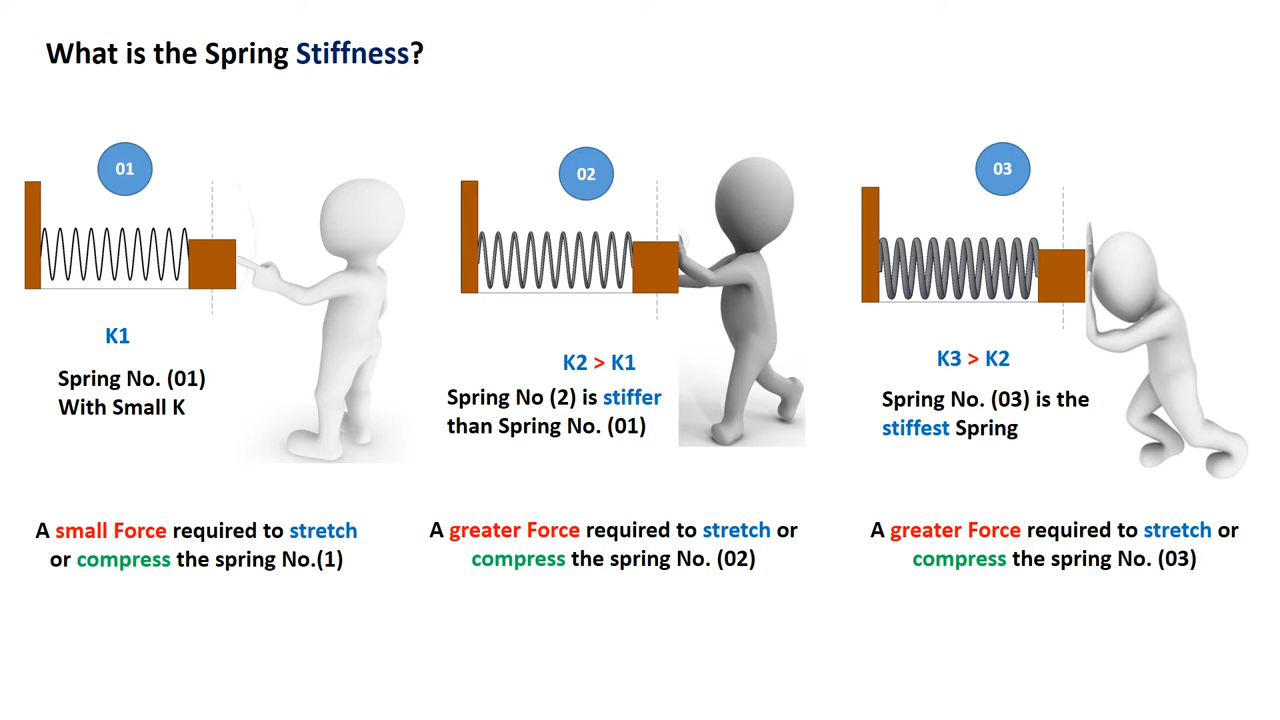 What is the Spring Stiffness?
01
K1
Spring No. (01)
With Small K
A small Force required to stretch
or compress the spring No.(1)
02
K2 > K1
Spring No (2) is stiffer
than Spring No. (01)
A greater Force required to stretch or
compress the spring No. (02)
03
K3 > K2
Spring No. (03) is the
stiffest Spring
A greater Force required to stretch or
compress the spring No. (03)